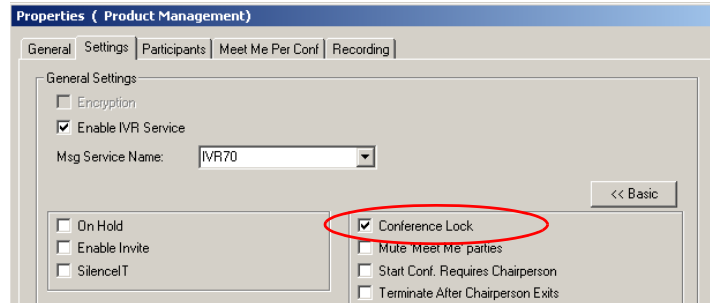 Properties ( Product Management)
General Settings Participants Meet Me Per Conf Recording
General Settings
Encryption
Enable IVR Service
Msg Service Name: IVR70
<< Basic
On Hold
Enable Invite
SilenceIT
Conference Lock
Mute 'Meet Me' parties
Start Conf. Requires Chairperson
Terminate After Chairperson Exits